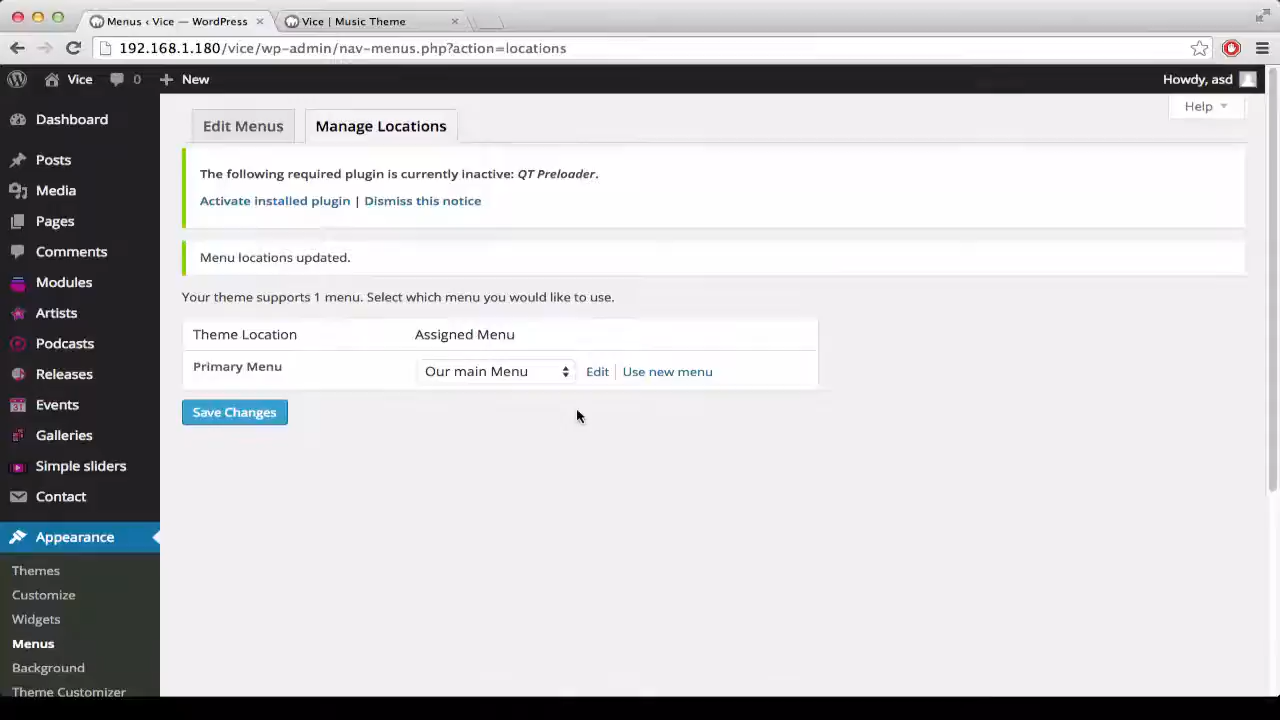 Menus ‹ Vice — WordPress
Vice | Music Theme
192.168.1.180/vice/wp-admin/nav-menus.php?action=locations
Vice 0 New
Howdy, asd
Help
Dashboard
Posts
Media
Pages
Comments
Modules
Artists
Podcasts
Releases
Events
Galleries
Simple sliders
Contact
Appearance
Themes
Customize
Widgets
Menus
Background
Theme Customizer
Edit Menus
Manage Locations
The following required plugin is currently inactive: QT Preloader.
Activate installed plugin | Dismiss this notice
Menu locations updated.
Your theme supports 1 menu. Select which menu you would like to use.
Theme Location Assigned Menu
Primary Menu Our main Menu Edit | Use new menu
Save Changes